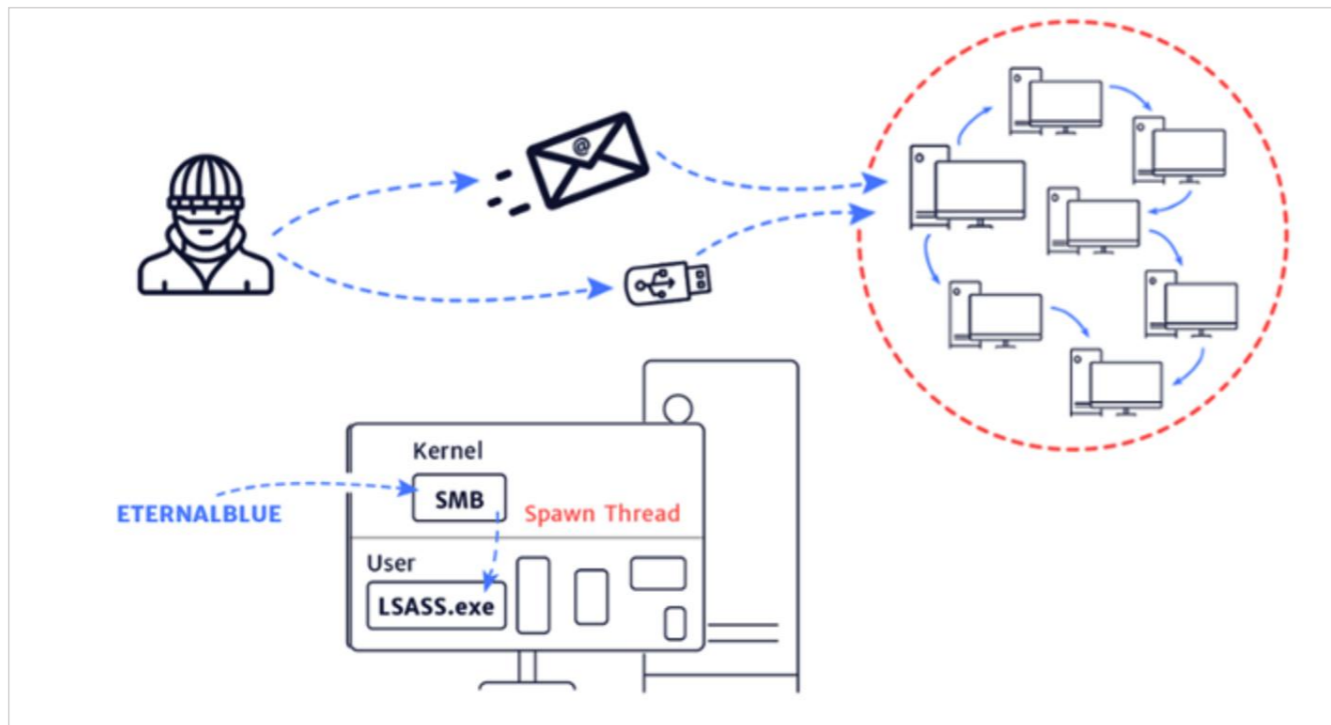 @
Kernel
SMB
ETERNALBLUE
Spawn Thread
User
LSASS.exe